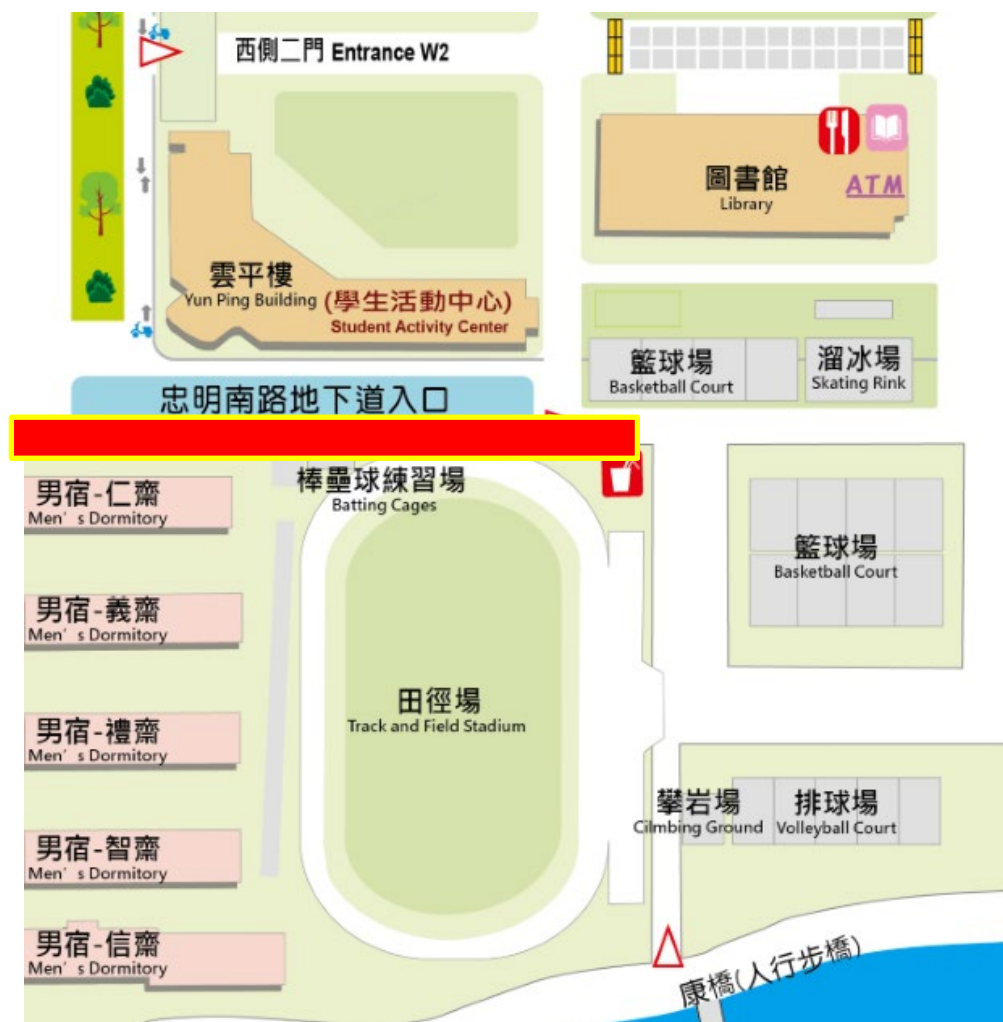 西側二門 Entrance W2
圖書館
Library
ATM
雲平樓
Yun Ping Building
(學生活動中心)
Student Activity Center
籃球場
Basketball Court
溜冰場
Skating Rink
忠明南路地下道入口
棒壘球練習場
Batting Cages
男宿-仁齋
Men's Dormitory
籃球場
Basketball Court
男宿-義齋
Men's Dormitory
田徑場
Track and Field Stadium
男宿-禮齋
Men's Dormitory
攀岩場
Cilmbing Ground
排球場
Volleyball Court
男宿-智齋
Men's Dormitory
男宿-信齋
Men's Dormitory
康橋(人行步橋)